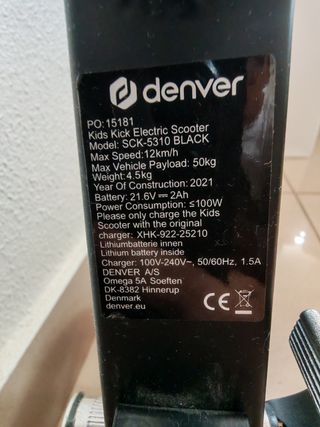 denver
PO:15181
Kids Kick Electric Scooter
Model: SCK-5310 BLACK
Max Speed:12km/h
Max Vehicle Payload: 50kg
Weight:4.5kg
Year Of Construction: 2021
Battery: 21.6V⎓2Ah
Power Consumption: ≤100W
Please only charge the Kids
Scooter with the original
charger: XHK-922-25210
Lithiumbatterie innen
Lithium battery inside
Charger: 100V-240V~, 50/60Hz, 1.5A
DENVER A/S
Omega 5A Soeften
DK-8382 Hinnerup
Denmark
denver.eu
CE